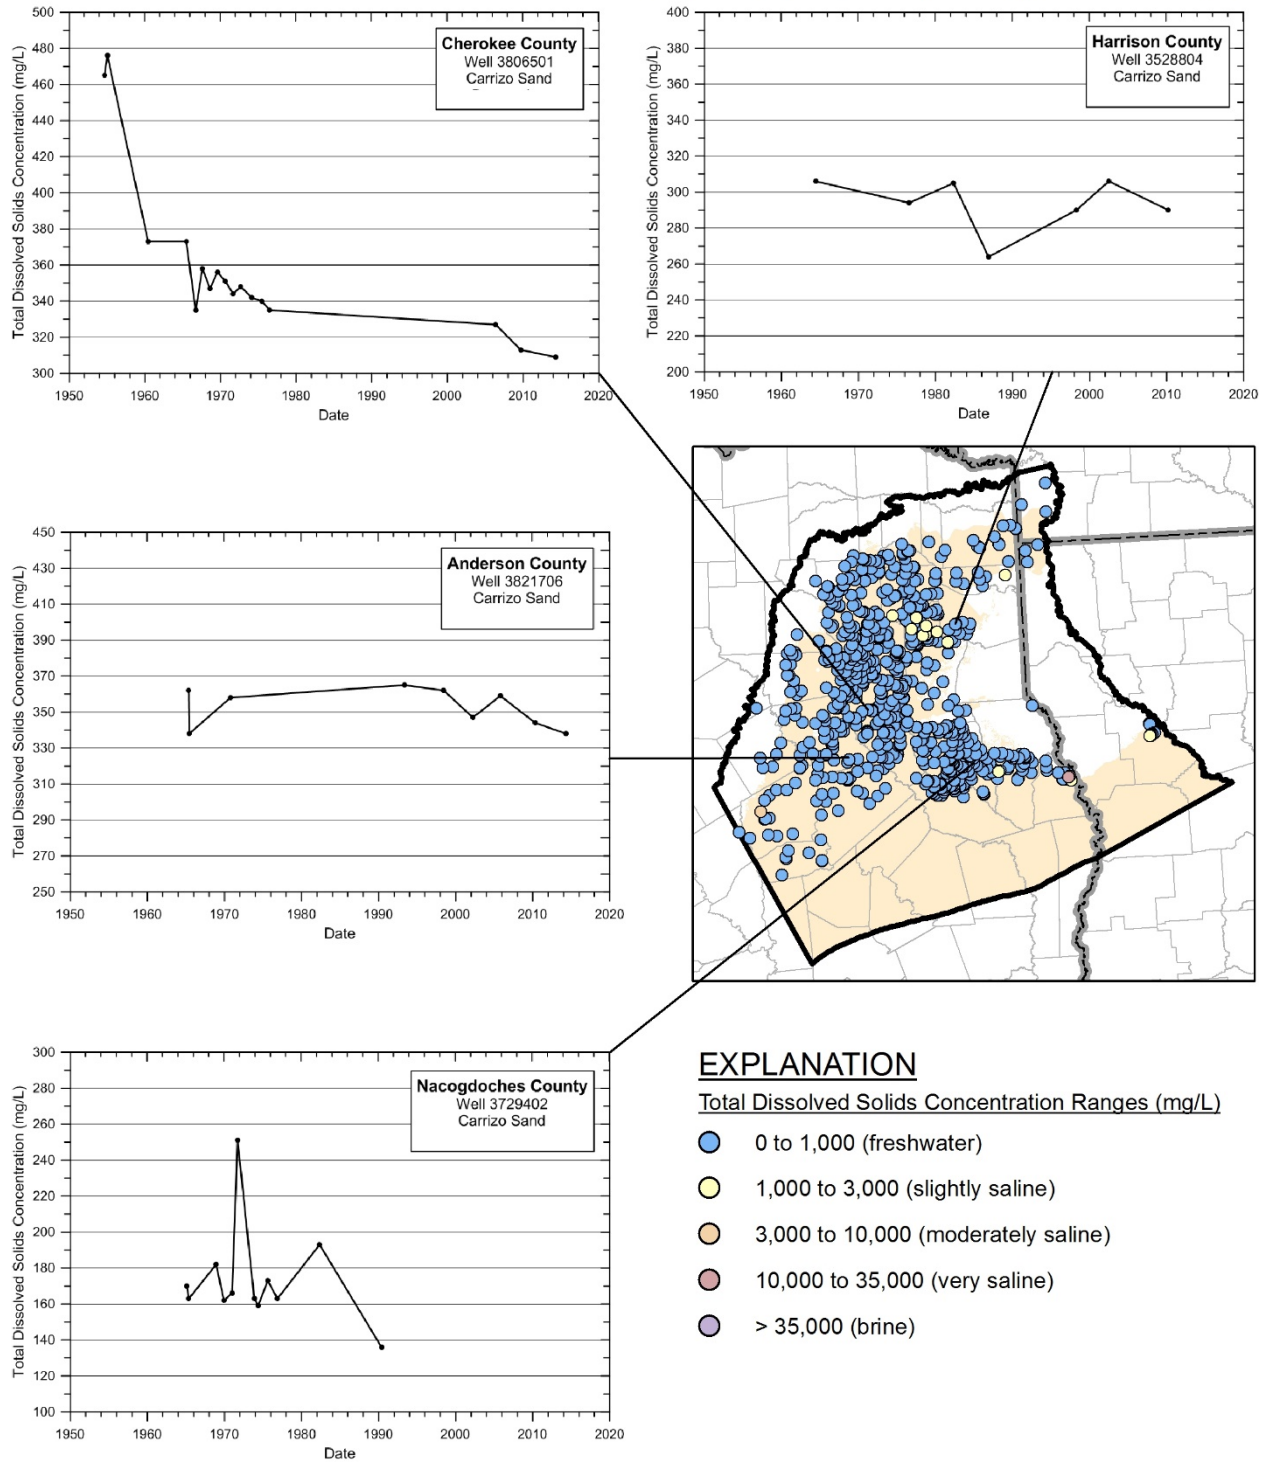 Total Dissolved Solids Concentration (mg/L)
500
480
460
440
420
400
380
360
340
320
300
Cherokee County
Well 3806501
Carrizo Sand
1950 1960 1970 1980 1990 2000 2010 2020
Date
Total Dissolved Solids Concentration (mg/L)
400
380
360
340
320
300
280
260
240
220
200
Harrison County
Well 3528804
Carrizo Sand
1950 1960 1970 1980 1990 2000 2010 2020
Date
Total Dissolved Solids Concentration (mg/L)
450
430
410
390
370
350
330
310
290
270
250
Anderson County
Well 3821706
Carrizo Sand
1950 1960 1970 1980 1990 2000 2010 2020
Date
Total Dissolved Solids Concentration (mg/L)
300
280
260
240
220
200
180
160
140
120
100
Nacogdoches County
Well 3729402
Carrizo Sand
1950 1960 1970 1980 1990 2000 2010 2020
Date
EXPLANATION
Total Dissolved Solids Concentration Ranges (mg/L)
0 to 1,000 (freshwater)
1,000 to 3,000 (slightly saline)
3,000 to 10,000 (moderately saline)
10,000 to 35,000 (very saline)
> 35,000 (brine)